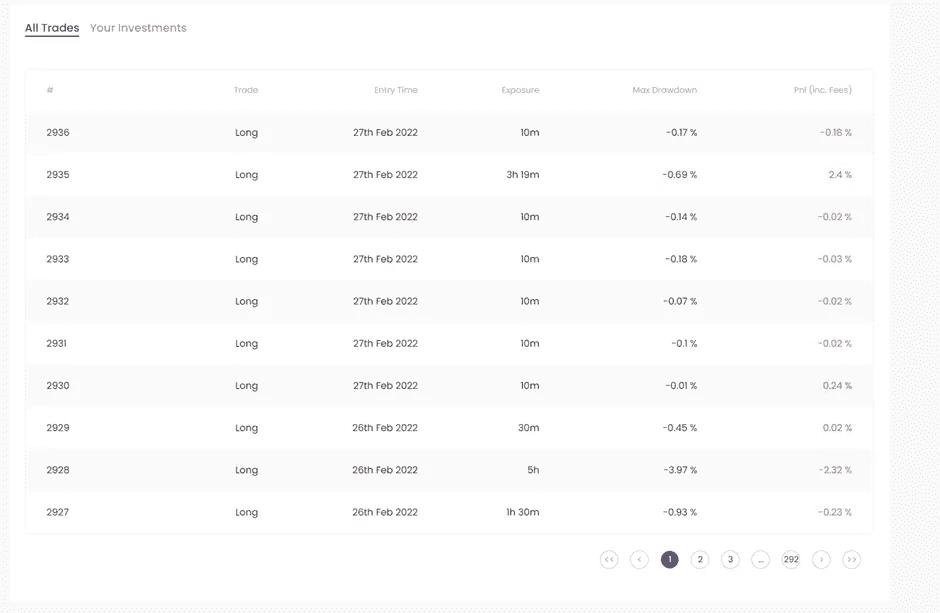 All Trades Your Investments
# Trade Entry Time Exposure Max Drawdown Pnl (inc. Fees)
2936 Long 27th Feb 2022 10m -0.17 % -0.18 %
2935 Long 27th Feb 2022 3h 19m -0.69 % 2.4 %
2934 Long 27th Feb 2022 10m -0.14 % -0.02 %
2933 Long 27th Feb 2022 10m -0.18 % -0.03 %
2932 Long 27th Feb 2022 10m -0.07 % -0.02 %
2931 Long 27th Feb 2022 10m -0.1 % -0.02 %
2930 Long 27th Feb 2022 10m -0.01 % 0.24 %
2929 Long 26th Feb 2022 30m -0.45 % 0.02 %
2928 Long 26th Feb 2022 5h -3.97 % -2.32 %
2927 Long 26th Feb 2022 1h 30m -0.93 % -0.23 %
<< < 1 2 3 ... 292 > >>